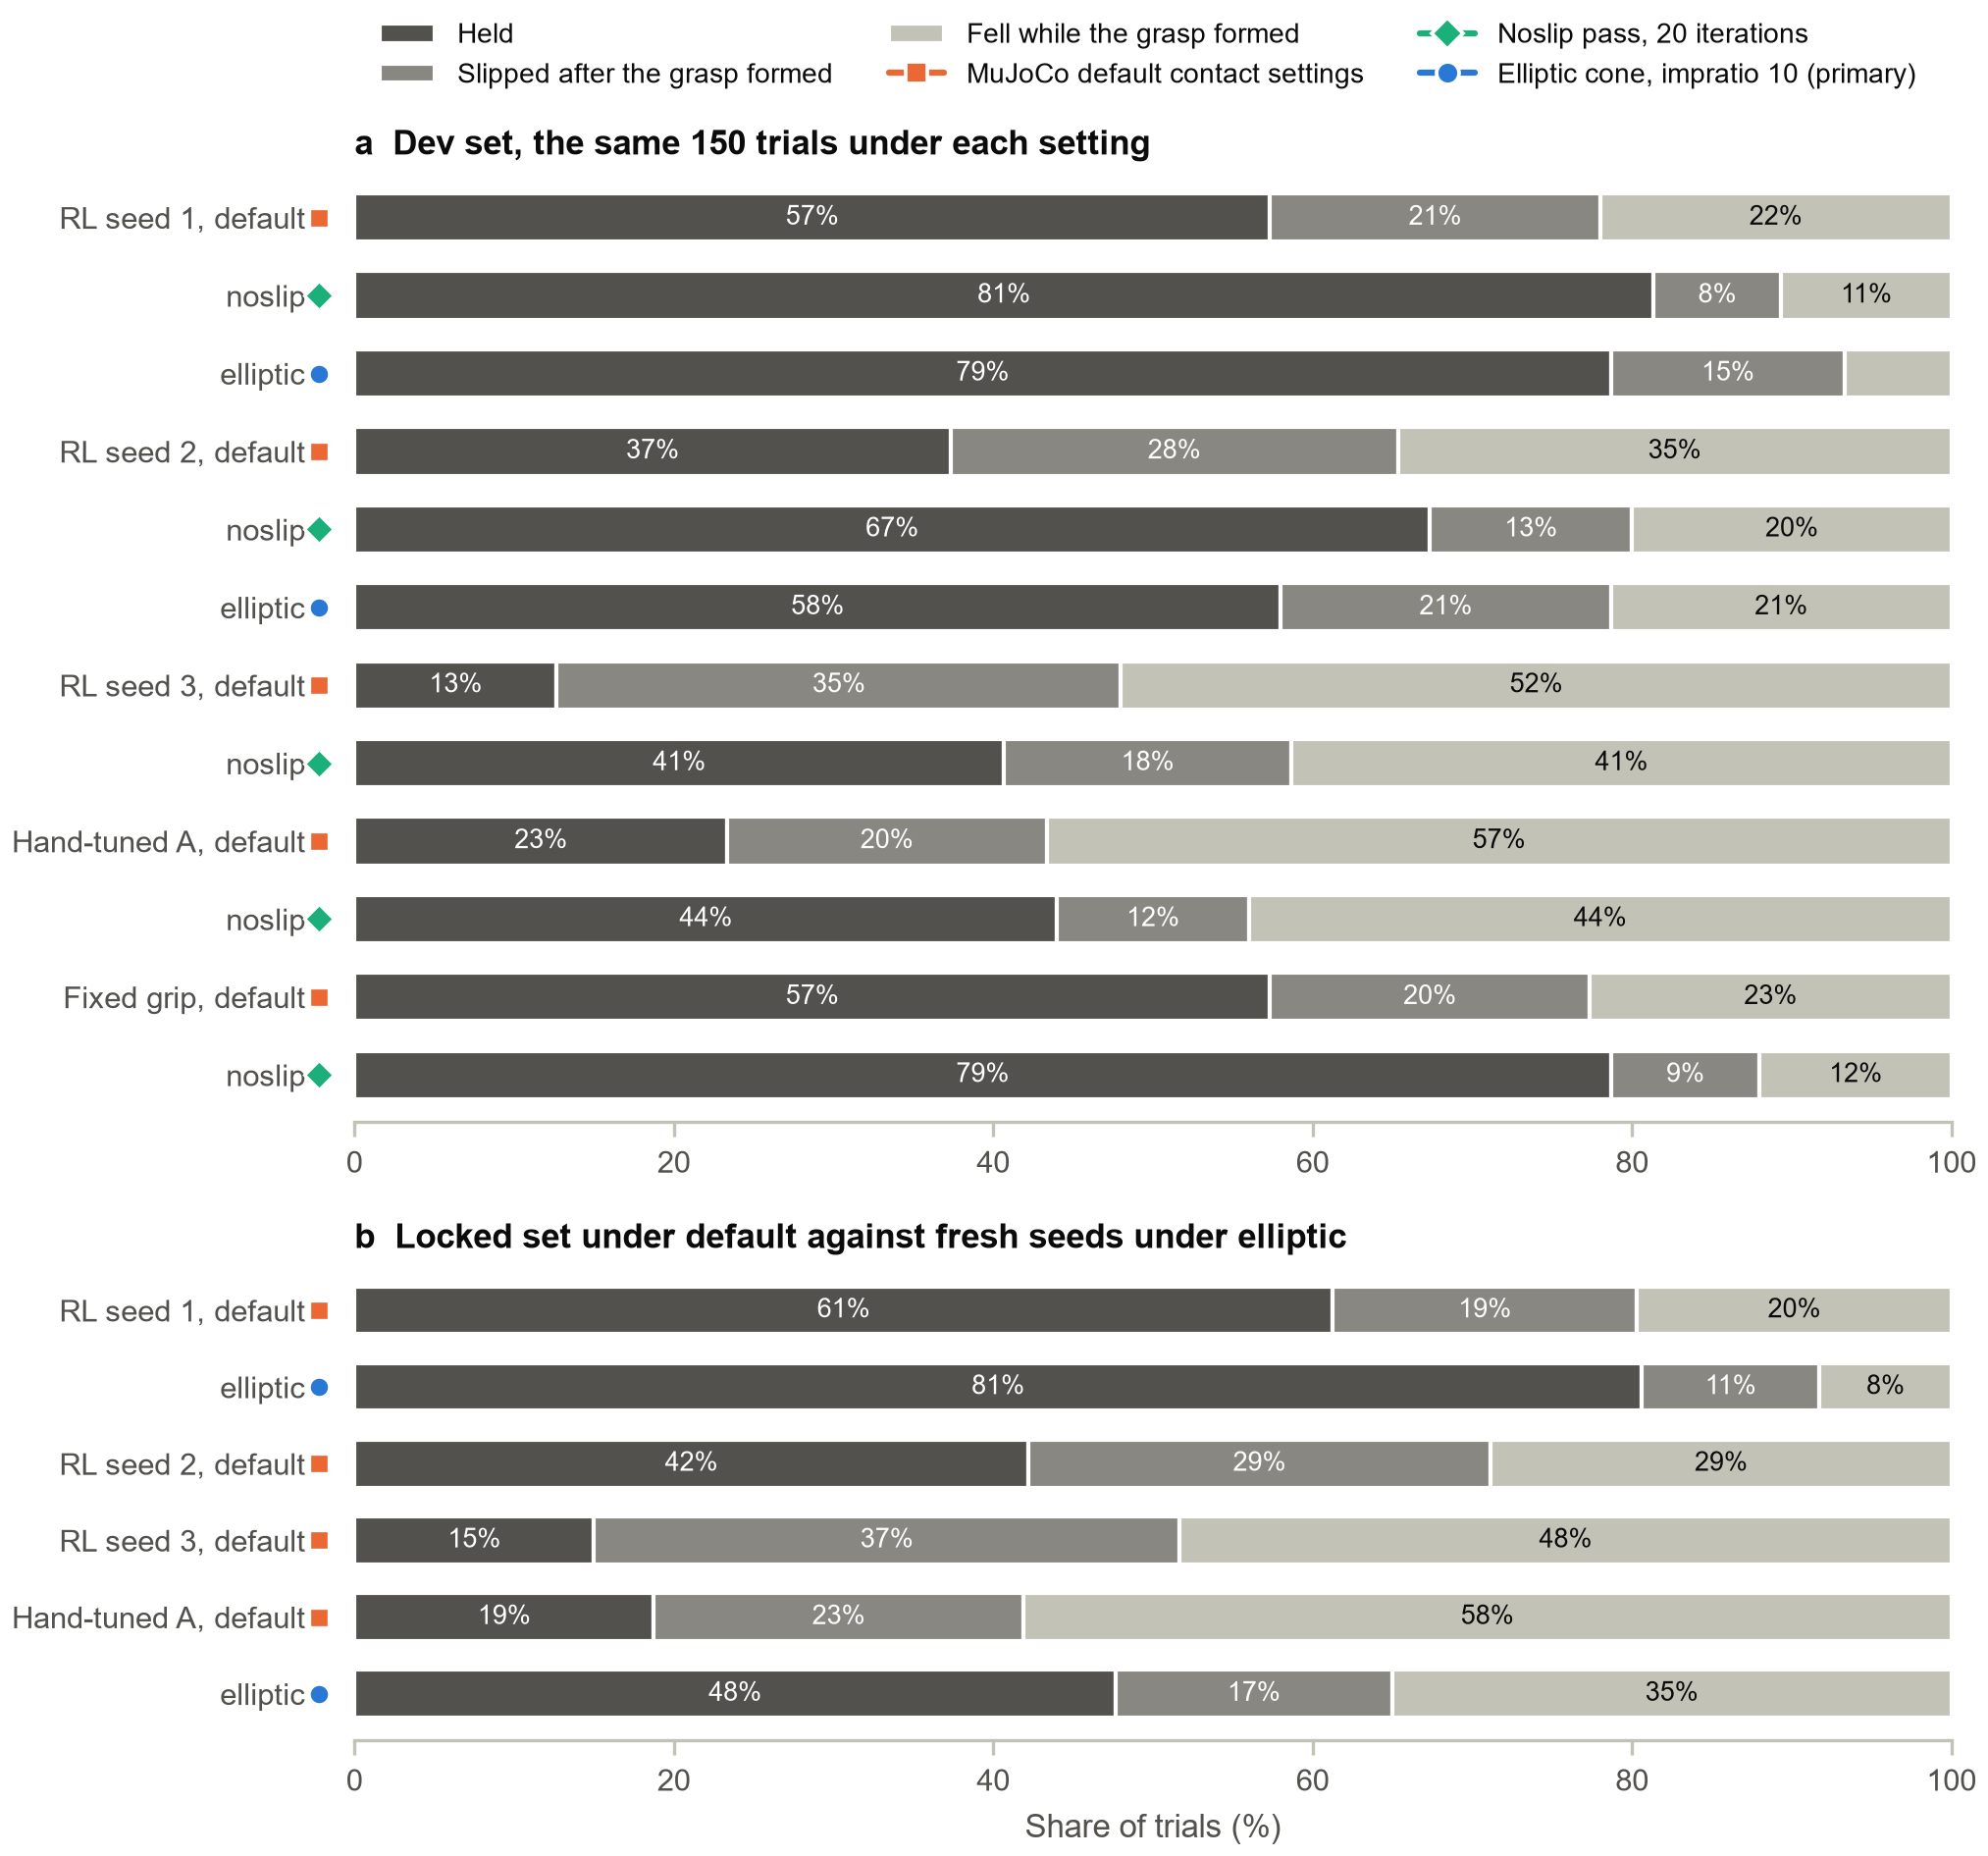 Held
Fell while the grasp formed
Noslip pass, 20 iterations
Slipped after the grasp formed
MuJoCo default contact settings
Elliptic cone, impratio 10 (primary)
a Dev set, the same 150 trials under each setting
RL seed 1, default 57% 21% 22%
noslip 81% 8% 11%
elliptic 79% 15%
RL seed 2, default 37% 28% 35%
noslip 67% 13% 20%
elliptic 58% 21% 21%
RL seed 3, default 13% 35% 52%
noslip 41% 18% 41%
Hand-tuned A, default 23% 20% 57%
noslip 44% 12% 44%
Fixed grip, default 57% 20% 23%
noslip 79% 9% 12%
0 20 40 60 80 100
b Locked set under default against fresh seeds under elliptic
RL seed 1, default 61% 19% 20%
elliptic 81% 11% 8%
RL seed 2, default 42% 29% 29%
RL seed 3, default 15% 37% 48%
Hand-tuned A, default 19% 23% 58%
elliptic 48% 17% 35%
0 20 40 60 80 100
Share of trials (%)